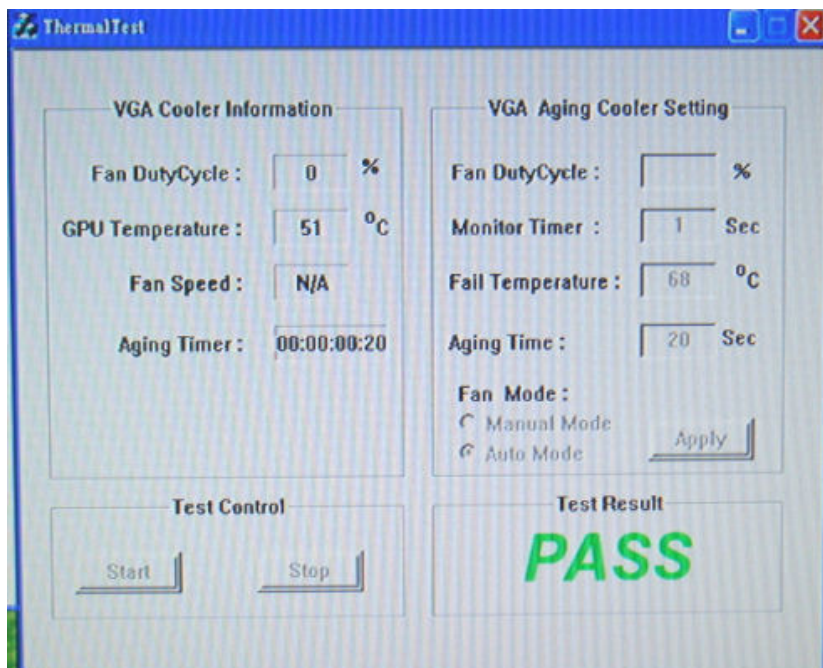 ThermalTest
VGA Cooler Information
Fan DutyCycle : 0 %
GPU Temperature : 51 °C
Fan Speed : N/A
Aging Timer : 00:00:00:20
VGA Aging Cooler Setting
Fan DutyCycle : %
Monitor Timer : 1 Sec
Fail Temperature : 68 °C
Aging Time : 20 Sec
Fan Mode :
Manual Mode
Auto Mode
Apply
Test Control
Start Stop
Test Result
PASS